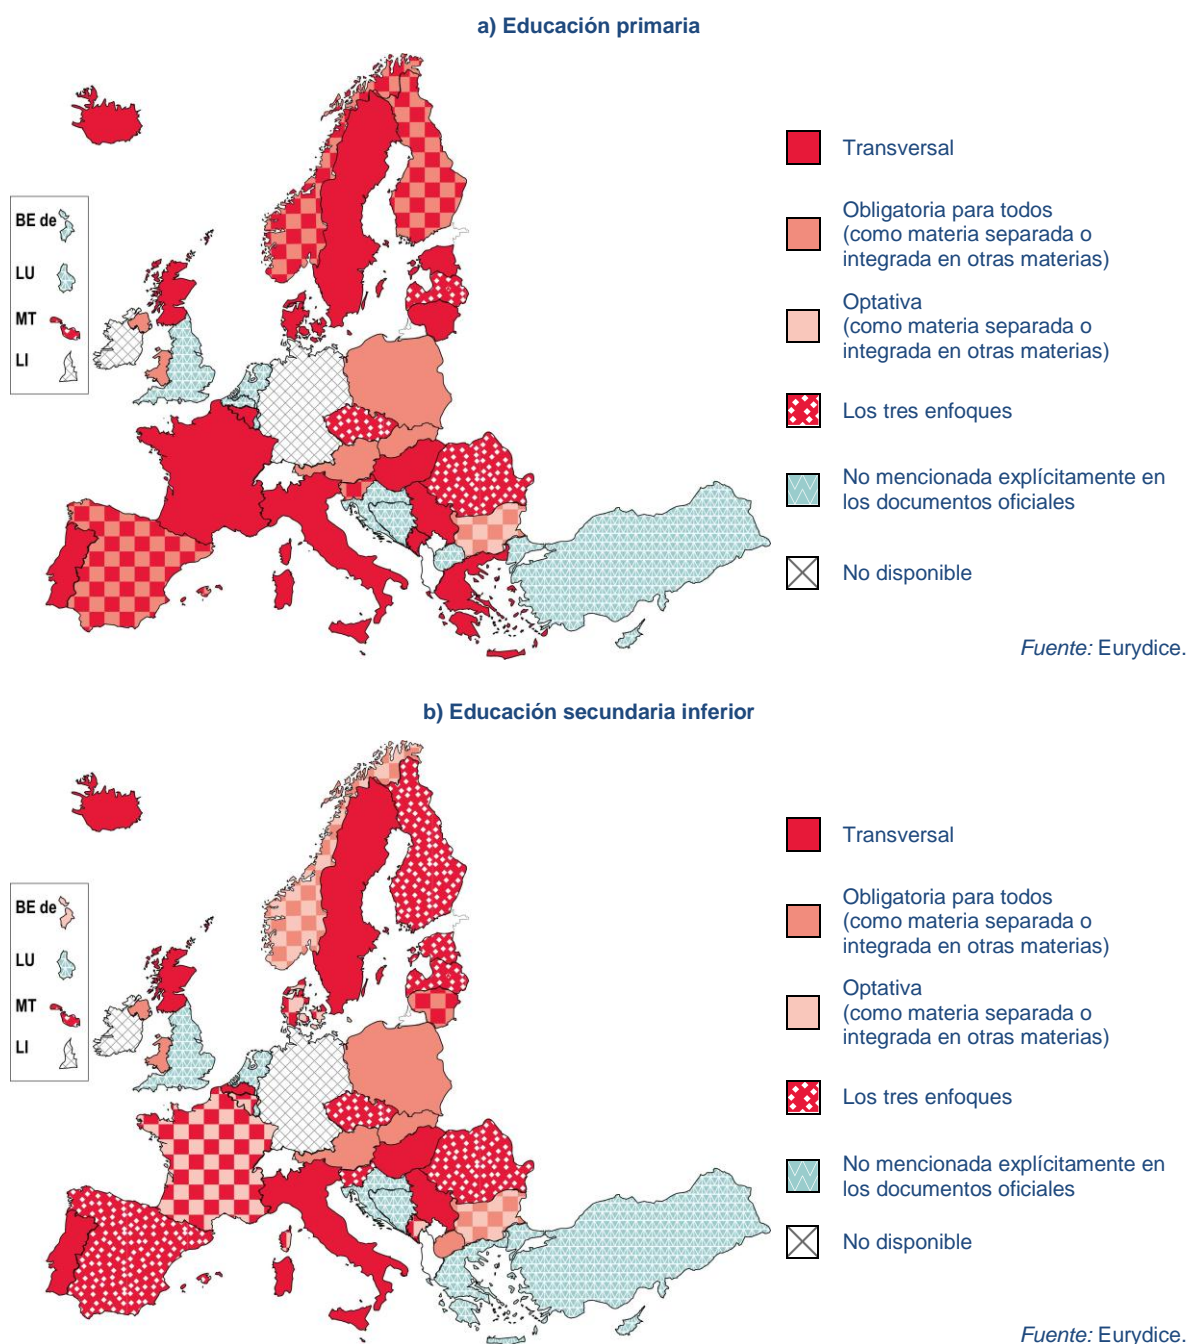 a) Educación primaria
BE de
LU
MT
LI
Transversal
Obligatoria para todos
(como materia separada o
integrada en otras materias)
Optativa
(como materia separada o
integrada en otras materias)
Los tres enfoques
No mencionada explícitamente en
los documentos oficiales
No disponible
Fuente: Eurydice.
b) Educación secundaria inferior
BE de
LU
MT
LI
Transversal
Obligatoria para todos
(como materia separada o
integrada en otras materias)
Optativa
(como materia separada o
integrada en otras materias)
Los tres enfoques
No mencionada explícitamente en
los documentos oficiales
No disponible
Fuente: Eurydice.